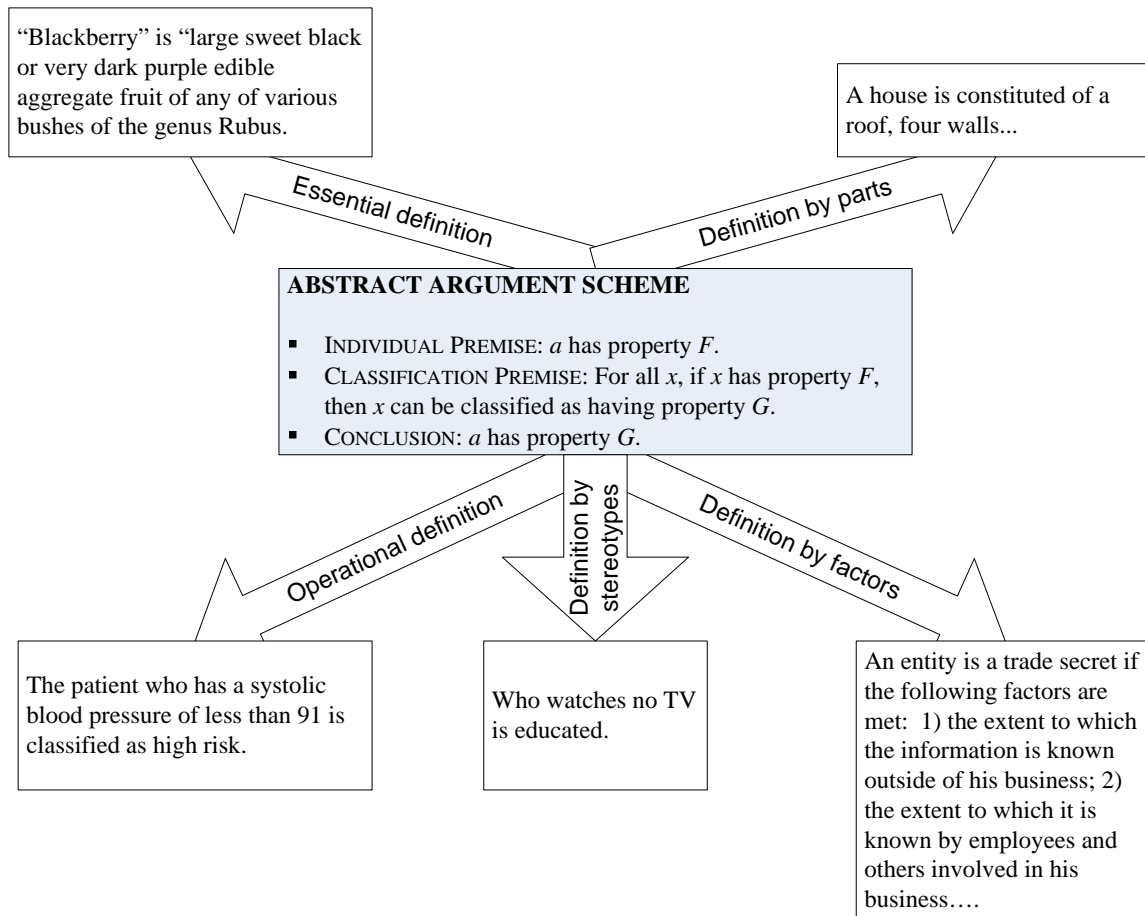 “Blackberry” is “large sweet black
or very dark purple edible
aggregate fruit of any of various
bushes of the genus Rubus.
A house is constituted of a
roof, four walls...
Essential definition
Definition by parts
ABSTRACT ARGUMENT SCHEME
▪ INDIVIDUAL PREMISE: a has property F.
▪ CLASSIFICATION PREMISE: For all x, if x has property F,
then x can be classified as having property G.
▪ CONCLUSION: a has property G.
Operational definition
Definition by
stereotypes
Definition by factors
The patient who has a systolic
blood pressure of less than 91 is
classified as high risk.
Who watches no TV
is educated.
An entity is a trade secret if
the following factors are
met: 1) the extent to which
the information is known
outside of his business; 2)
the extent to which it is
known by employees and
others involved in his
business….